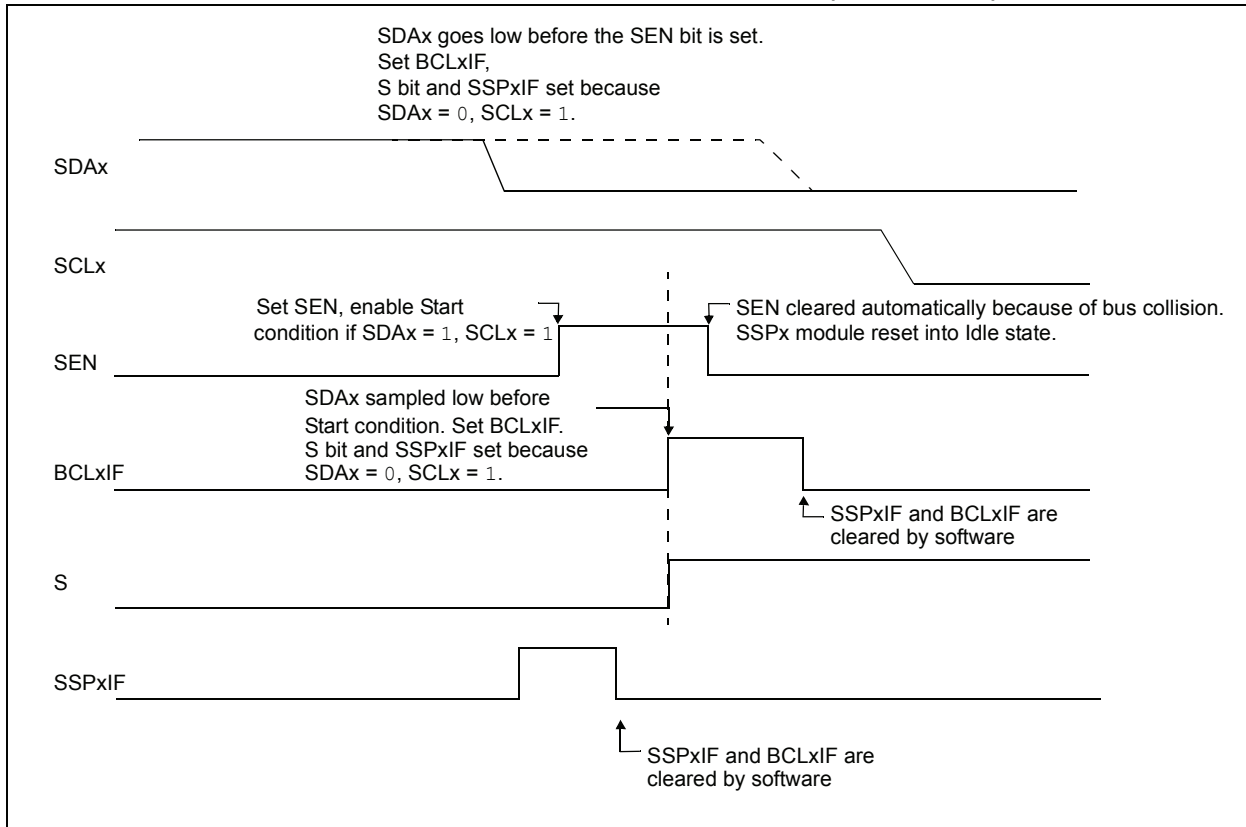 SDAx goes low before the SEN bit is set.
Set BCLxIF,
S bit and SSPxIF set because
SDAx = 0, SCLx = 1.
SDAx
SCLx
Set SEN, enable Start
condition if SDAx = 1, SCLx = 1
SEN cleared automatically because of bus collision.
SSPx module reset into Idle state.
SEN
SDAx sampled low before
Start condition. Set BCLxIF.
S bit and SSPxIF set because
SDAx = 0, SCLx = 1.
BCLxIF
SSPxIF and BCLxIF are
cleared by software
S
SSPxIF
SSPxIF and BCLxIF are
cleared by software